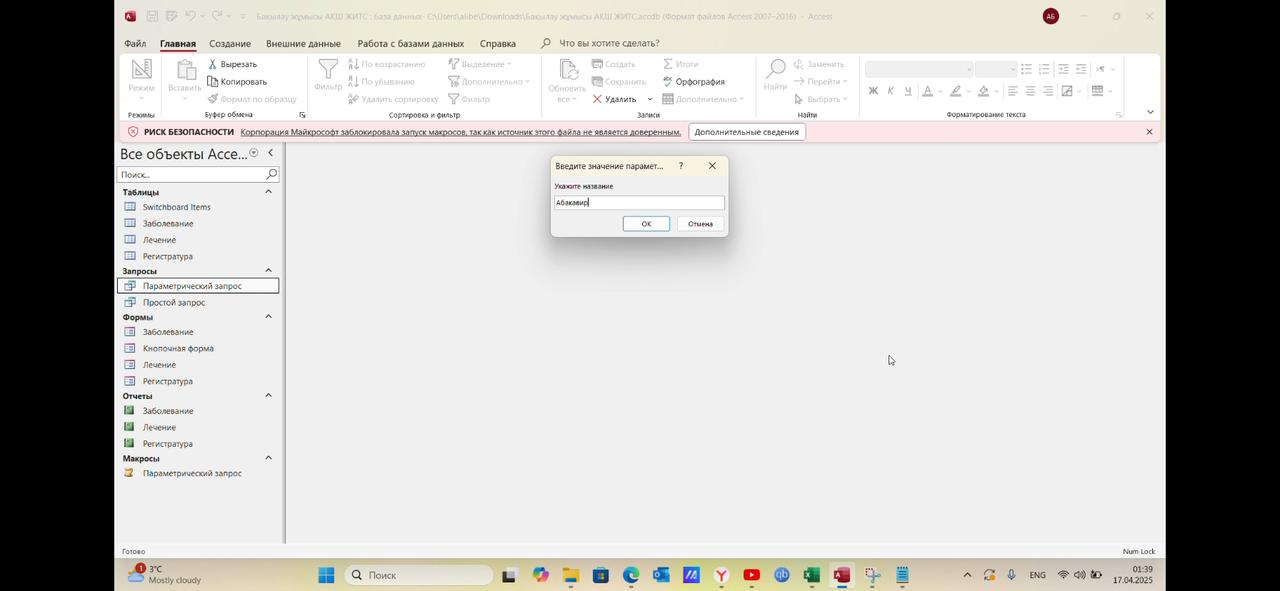 Бақылау жұмысы АҚШ ЖИТС : база данных- C:\Users\alibe\Downloads\Бақылау жұмысы АҚШ ЖИТС.accdb (Формат файлов Access 2007–2016) - Access
АБ
Файл Главная Создание Внешние данные Работа с базами данных Справка Что вы хотите сделать?
Режим
Режимы
Вставить
Вырезать
Копировать
Формат по образцу
Буфер обмена
Фильтр
По возрастанию
По убыванию
Удалить сортировку
Выделение
Дополнительно
Фильтр
Сортировка и фильтр
Обновить все
Создать
Сохранить
Удалить
Итоги
Орфография
Дополнительно
Записи
Найти
Заменить
Перейти
Выбрать
Найти
Ж К Ч А
Форматирование текста
РИСК БЕЗОПАСНОСТИ Корпорация Майкрософт заблокировала запуск макросов, так как источник этого файла не является доверенным. Дополнительные сведения
Все объекты Acce...
Поиск...
Таблицы
Switchboard Items
Заболевание
Лечение
Регистратура
Запросы
Параметрический запрос
Простой запрос
Формы
Заболевание
Кнопочная форма
Лечение
Регистратура
Отчеты
Заболевание
Лечение
Регистратура
Макросы
Параметрический запрос
Введите значение парамет... ?
Укажите название
Абакавир
ОК Отмена
Готово Num Lock
1
3°C
Mostly cloudy
Поиск
ENG
01:39
17.04.2025